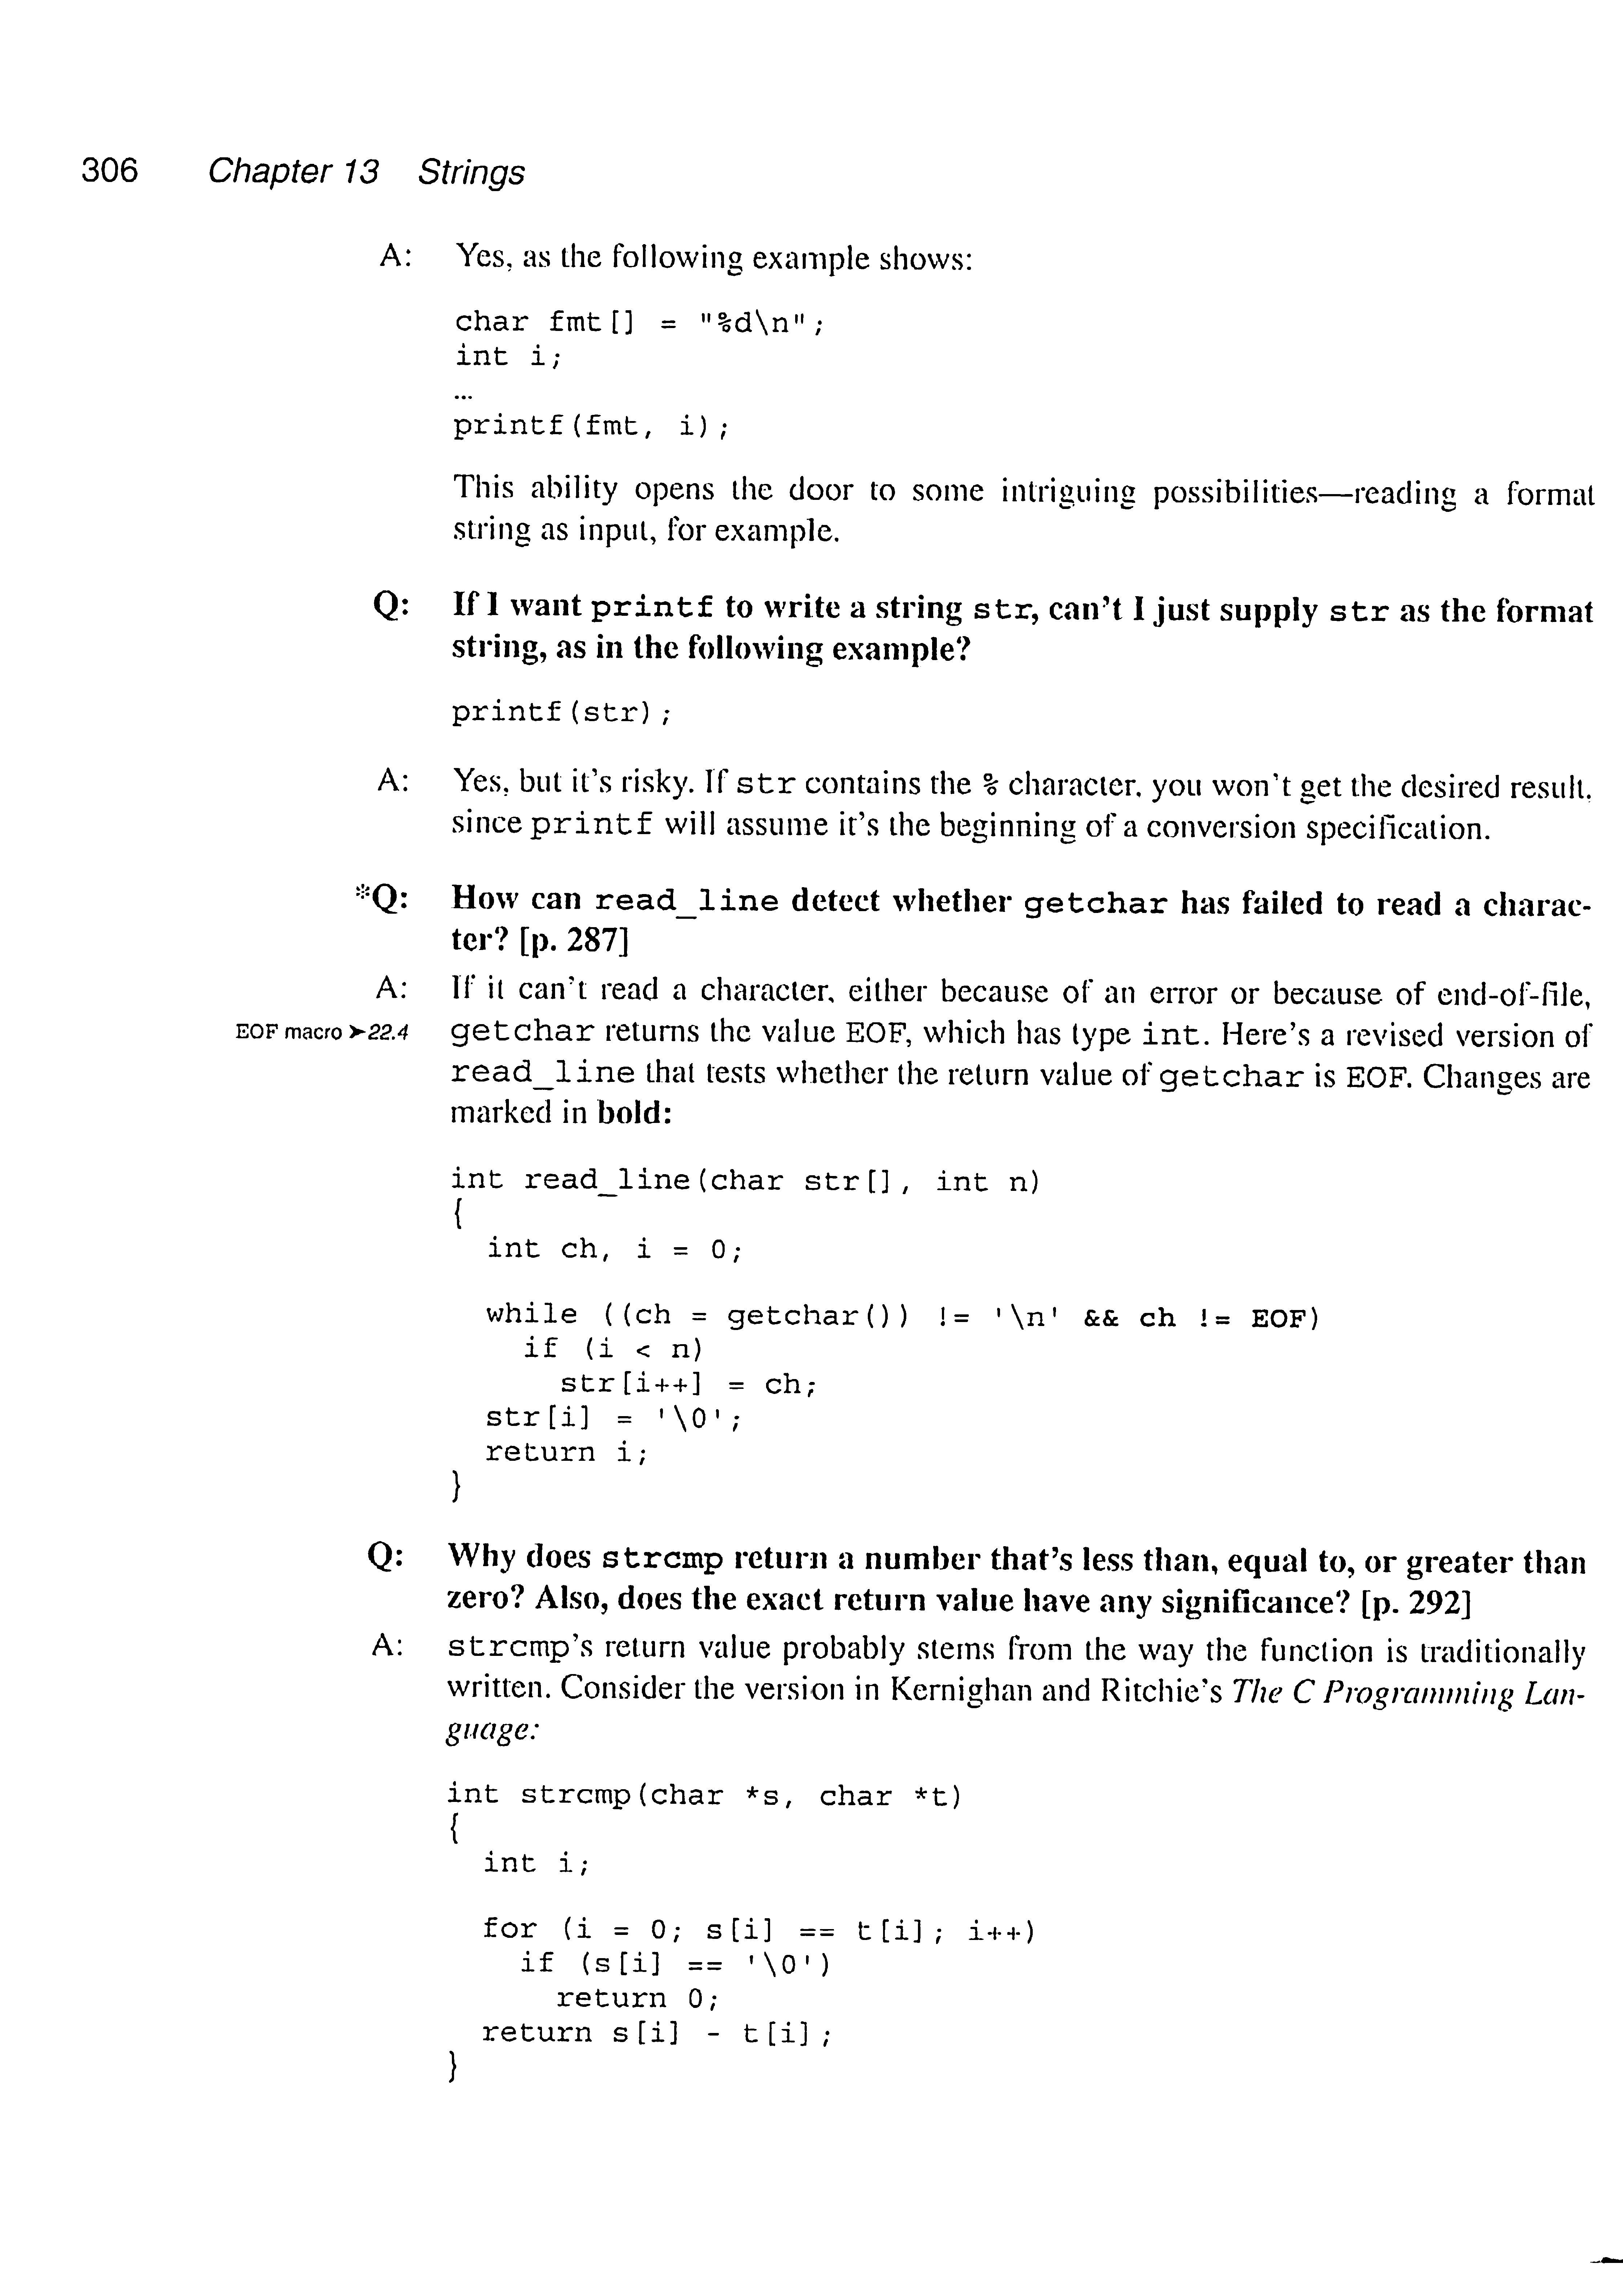 306 Chapter 13 Strings
A: Yes, as the following example shows:
char fmt[] = "%d\n";
int i;
…
printf(fmt, i);
This ability opens the door to some intriguing possibilities—reading a format
string as input, for example.
Q: If I want printf to write a string str, can't I just supply str as the format
string, as in the following example?
printf(str);
A: Yes, but it's risky. If str contains the % character, you won't get the desired result,
since printf will assume it's the beginning of a conversion specification.
*Q: How can read_line detect whether getchar has failed to read a charac-
ter? [p. 287]
A: If it can't read a character, either because of an error or because of end-of-file,
EOF macro ➤22.4 getchar returns the value EOF, which has type int. Here's a revised version of
read_line that tests whether the return value of getchar is EOF. Changes are
marked in bold:
int read_line(char str[], int n)
{
  int ch, i = 0;
  while ((ch = getchar()) != '\n' && ch != EOF)
    if (i < n)
      str[i++] = ch;
  str[i] = '\0';
  return i;
}
Q: Why does strcmp return a number that's less than, equal to, or greater than
zero? Also, does the exact return value have any significance? [p. 292]
A: strcmp's return value probably stems from the way the function is traditionally
written. Consider the version in Kernighan and Ritchie's The C Programming Lan-
guage:
int strcmp(char *s, char *t)
{
  int i;
  for (i = 0; s[i] == t[i]; i++)
    if (s[i] == '\0')
      return 0;
  return s[i] - t[i];
}